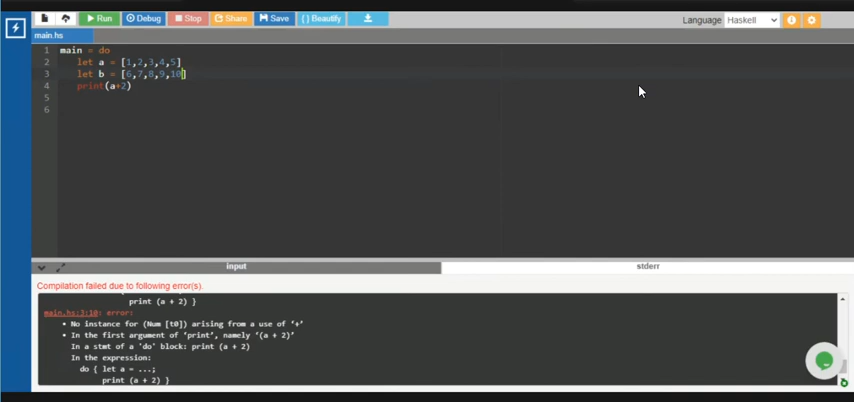 Run Debug Stop Share Save { } Beautify Language Haskell
main.hs
1 main = do
2 let a = [1,2,3,4,5]
3 let b = [6,7,8,9,10]
4 print(a+2)
5
6
input stderr
Compilation failed due to following error(s).
print (a + 2) }
main.hs:3:10: error:
• No instance for (Num [t0]) arising from a use of ‘+’
• In the first argument of ‘print’, namely ‘(a + 2)’
In a stmt of a 'do' block: print (a + 2)
In the expression:
do { let a = ...;
print (a + 2) }